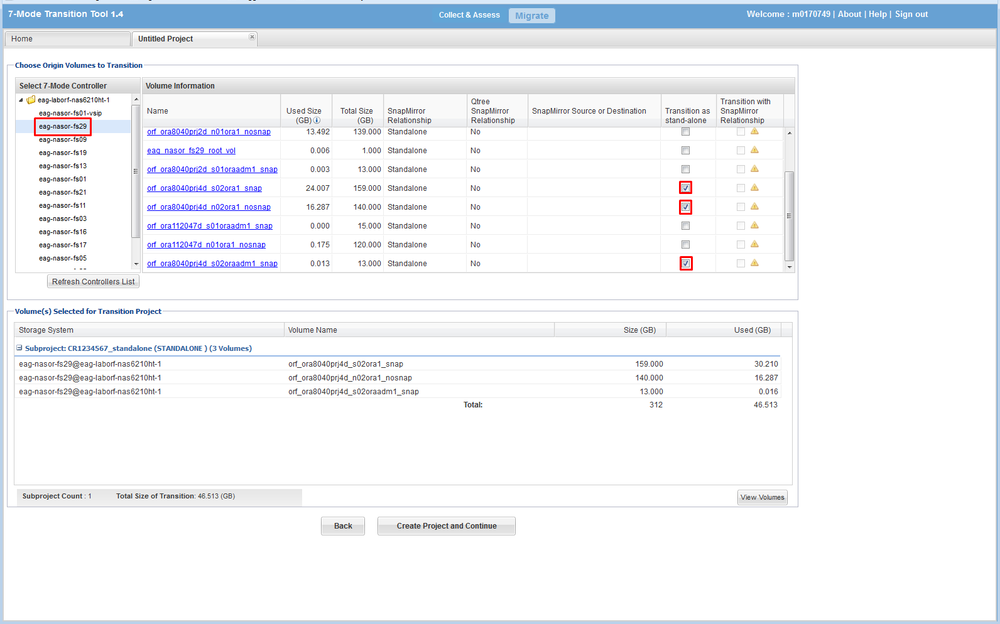 7-Mode Transition Tool 1.4
Collect & Assess
Migrate
Welcome : m0170749 | About | Help | Sign out
Home
Untitled Project
Choose Origin Volumes to Transition
Select 7-Mode Controller
eag-laborf-nas6210ht-1
eag-nasor-fs01-vsip
eag-nasor-fs29
eag-nasor-fs09
eag-nasor-fs19
eag-nasor-fs13
eag-nasor-fs01
eag-nasor-fs21
eag-nasor-fs11
eag-nasor-fs03
eag-nasor-fs16
eag-nasor-fs17
eag-nasor-fs05
Refresh Controllers List
Volume Information
Name
Used Size
(GB)
Total Size
(GB)
SnapMirror
Relationship
Qtree
SnapMirror
Relationship
SnapMirror Source or Destination
Transition as
stand-alone
Transition with
SnapMirror
Relationship
orf_ora8040prj2d_n01ora1_nosnap 13.492 139.000 Standalone No
eag_nasor_fs29_root_vol 0.006 1.000 Standalone No
orf_ora8040prj2d_s01oraadm1_snap 0.003 13.000 Standalone No
orf_ora8040prj4d_s02ora1_snap 24.007 159.000 Standalone No
orf_ora8040prj4d_n02ora1_nosnap 16.287 140.000 Standalone No
orf_ora112047d_s01oraadm1_snap 0.000 15.000 Standalone No
orf_ora112047d_n01ora1_nosnap 0.175 120.000 Standalone No
orf_ora8040prj4d_s02oraadm1_snap 0.013 13.000 Standalone No
Volume(s) Selected for Transition Project
Storage System Volume Name Size (GB) Used (GB)
Subproject: CR1234567_standalone (STANDALONE ) (3 Volumes)
eag-nasor-fs29@eag-laborf-nas6210ht-1 orf_ora8040prj4d_s02ora1_snap 159.000 30.210
eag-nasor-fs29@eag-laborf-nas6210ht-1 orf_ora8040prj4d_n02ora1_nosnap 140.000 16.287
eag-nasor-fs29@eag-laborf-nas6210ht-1 orf_ora8040prj4d_s02oraadm1_snap 13.000 0.016
Total: 312 46.513
Subproject Count : 1 Total Size of Transition: 46.513 (GB)
View Volumes
Back
Create Project and Continue